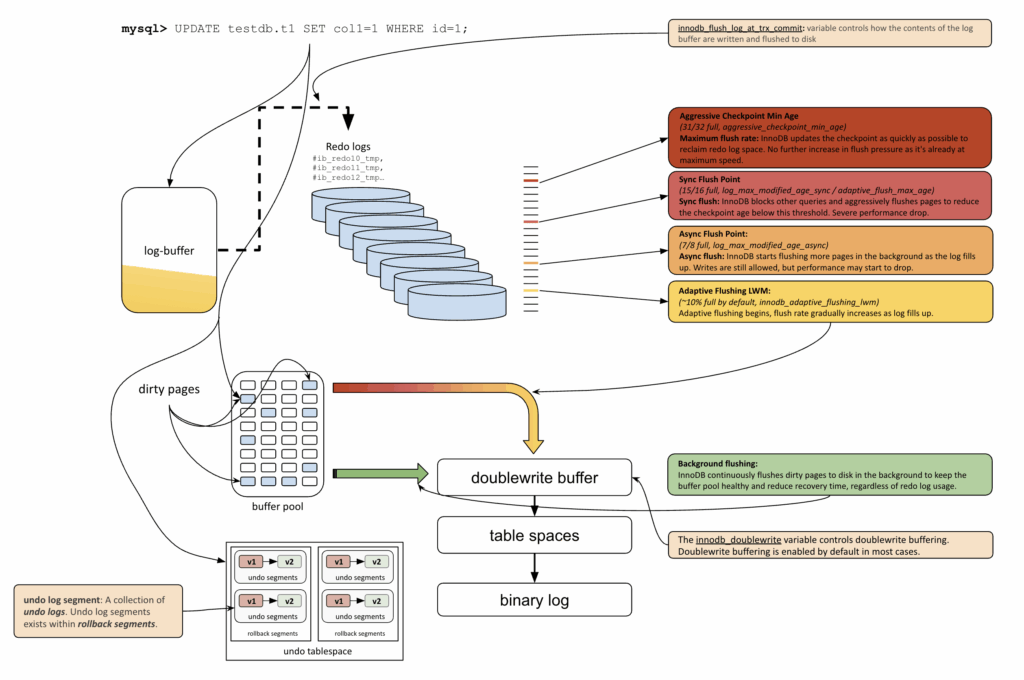 mysql> UPDATE testdb.t1 SET col1=1 WHERE id=1;
innodb_flush_log_at_trx_commit: variable controls how the contents of the log
buffer are written and flushed to disk
Redo logs
#ib_redo10_tmp,
#ib_redo11_tmp,
#ib_redo12_tmp…
log-buffer
Aggressive Checkpoint Min Age
(31/32 full, aggressive_checkpoint_min_age)
Maximum flush rate: InnoDB updates the checkpoint as quickly as possible to
reclaim redo log space. No further increase in flush pressure as it's already at
maximum speed.
Sync Flush Point
(15/16 full, log_max_modified_age_sync / adaptive_flush_max_age)
Sync flush: InnoDB blocks other queries and aggressively flushes pages to reduce
the checkpoint age below this threshold. Severe performance drop.
Async Flush Point:
(7/8 full, log_max_modified_age_async)
Async flush: InnoDB starts flushing more pages in the background as the log fills
up. Writes are still allowed, but performance may start to drop.
Adaptive Flushing LWM:
(~10% full by default, innodb_adaptive_flushing_lwm)
Adaptive flushing begins, flush rate gradually increases as log fills up.
dirty pages
buffer pool
doublewrite buffer
table spaces
binary log
Background flushing:
InnoDB continuously flushes dirty pages to disk in the background to keep the
buffer pool healthy and reduce recovery time, regardless of redo log usage.
The innodb_doublewrite variable controls doublewrite buffering.
Doublewrite buffering is enabled by default in most cases.
v1 v2 v1 v2
undo segments undo segments
v1 v2 v1 v2
undo segments undo segments
rollback segments rollback segments
undo tablespace
undo log segment: A collection of
undo logs. Undo log segments
exists within rollback segments.